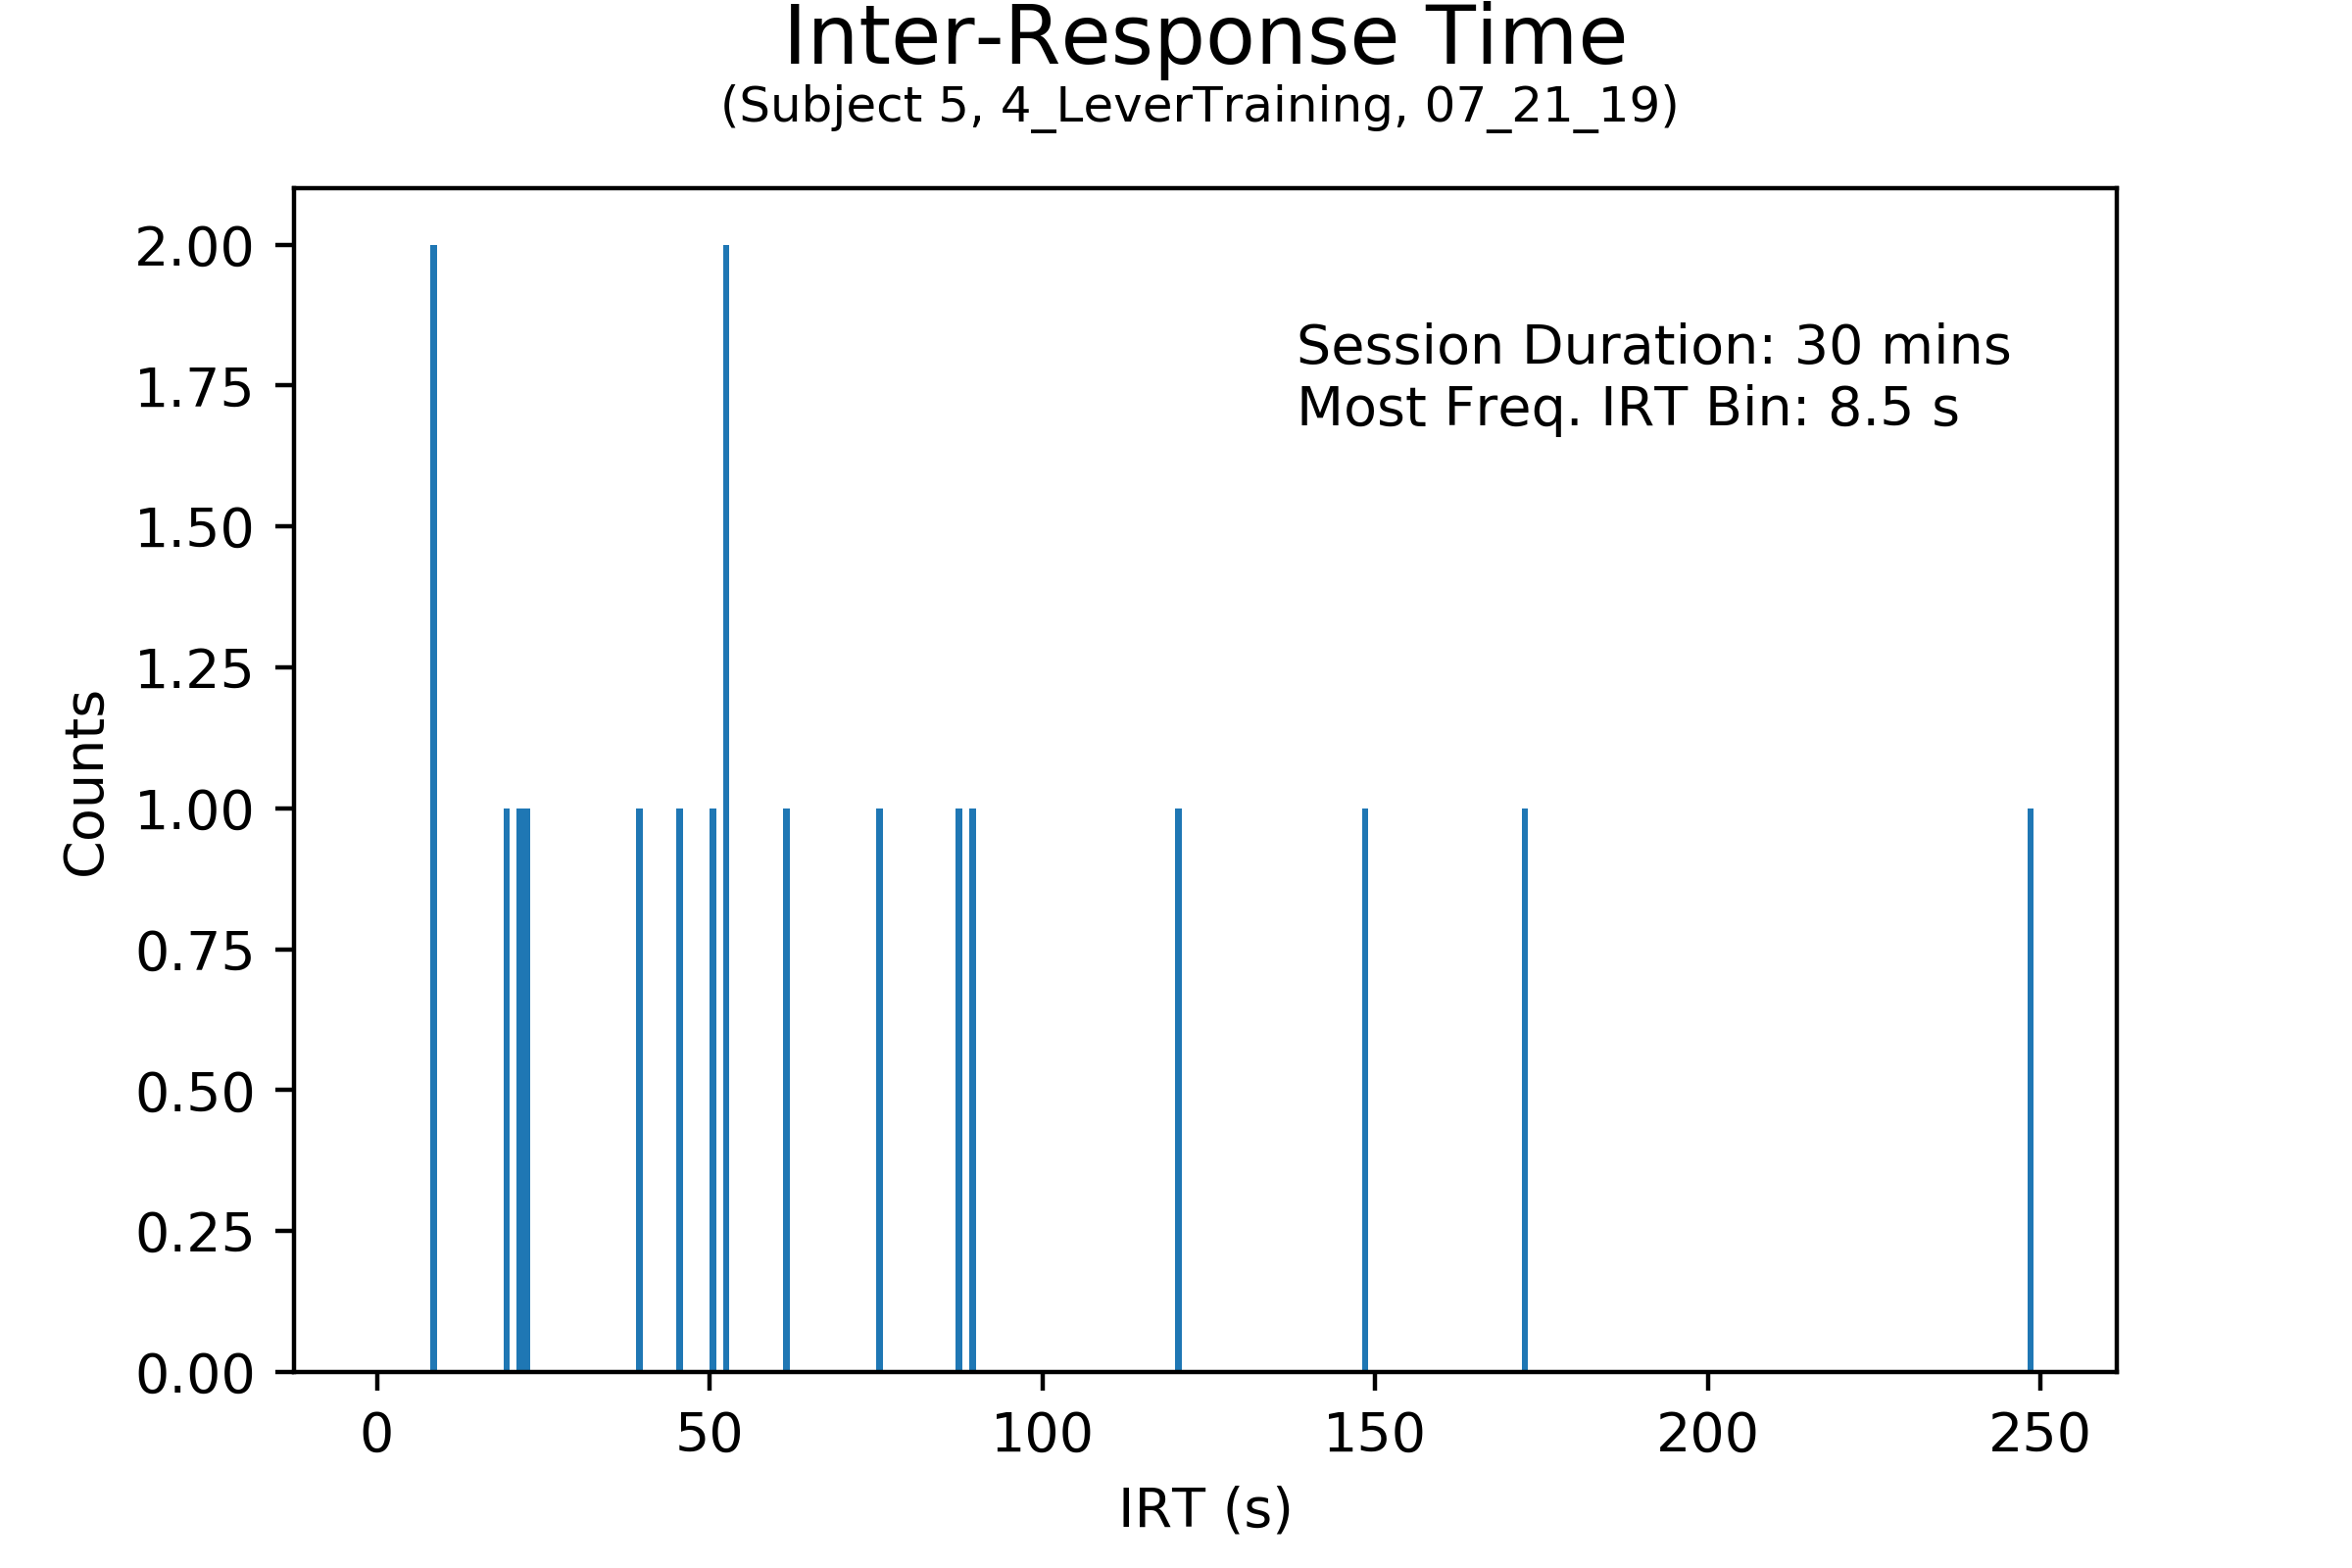 Inter-Response Time
(Subject 5, 4_LeverTraining, 07_21_19)
2.00
1.75
1.50
1.25
1.00
0.75
0.50
0.25
0.00
Counts
Session Duration: 30 mins
Most Freq. IRT Bin: 8.5 s
0 50 100 150 200 250
IRT (s)